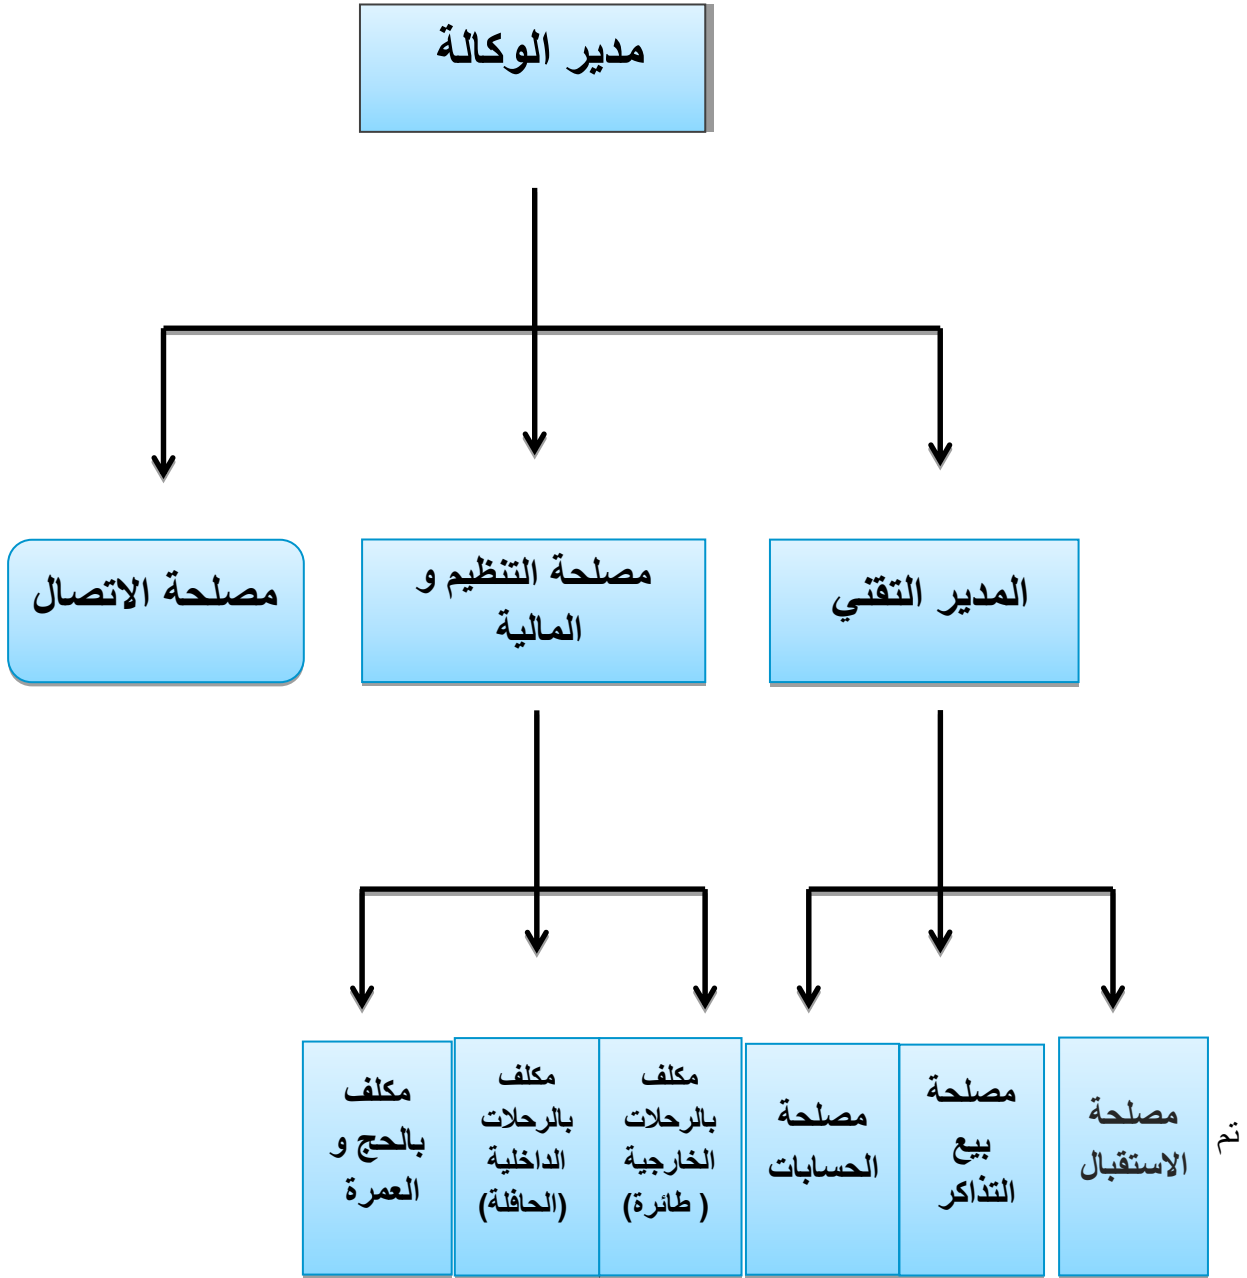 مدير الوكالة
المدير التقني
مصلحة التنظيم و
المالية
مصلحة الاتصال
مصلحة
الاستقبال
مصلحة
بيع
التذاكر
مصلحة
الحسابات
مكلف
بالرحلات
الخارجية
( طائرة)
مكلف
بالرحلات
الداخلية
(الحافلة)
مكلف
بالحج و
العمرة
تم